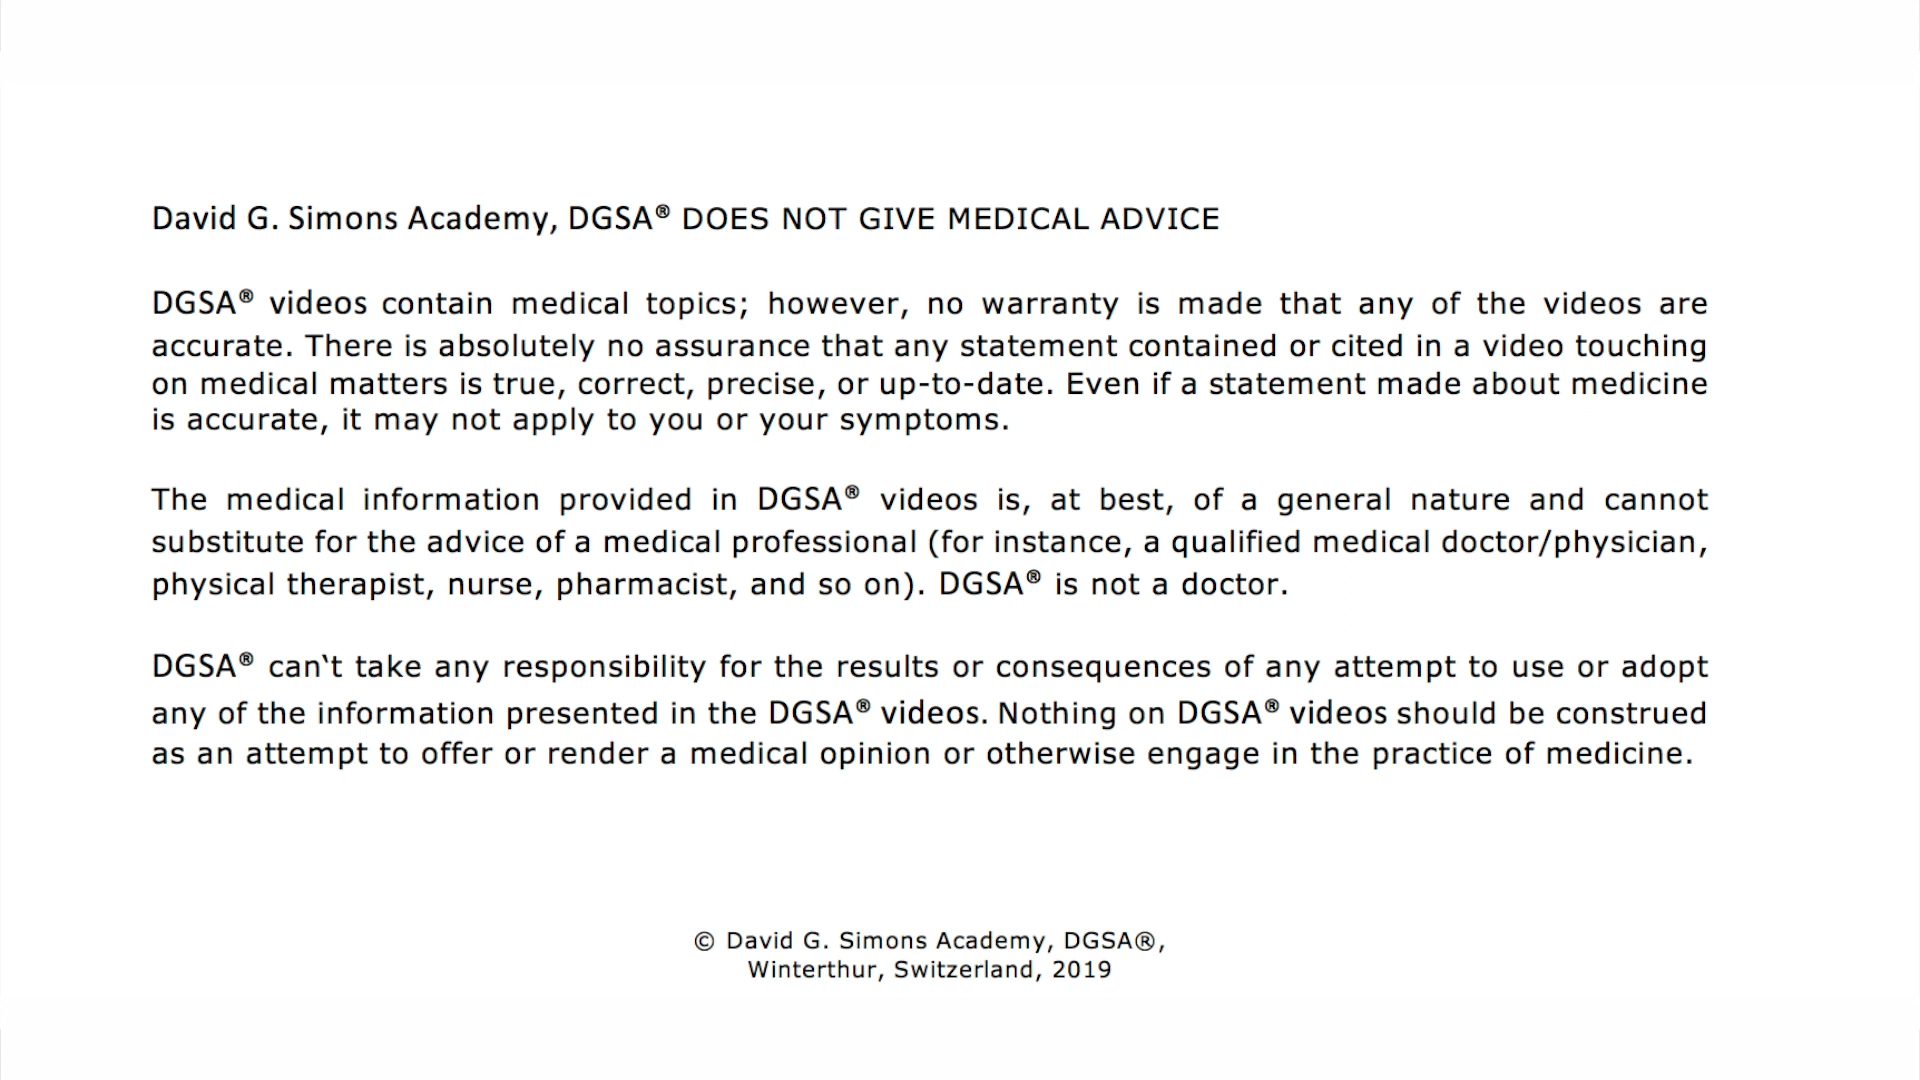 David G. Simons Academy, DGSA® DOES NOT GIVE MEDICAL ADVICE
DGSA® videos contain medical topics; however, no warranty is made that any of the videos are
accurate. There is absolutely no assurance that any statement contained or cited in a video touching
on medical matters is true, correct, precise, or up-to-date. Even if a statement made about medicine
is accurate, it may not apply to you or your symptoms.
The medical information provided in DGSA® videos is, at best, of a general nature and cannot
substitute for the advice of a medical professional (for instance, a qualified medical doctor/physician,
physical therapist, nurse, pharmacist, and so on). DGSA® is not a doctor.
DGSA® can‛t take any responsibility for the results or consequences of any attempt to use or adopt
any of the information presented in the DGSA® videos. Nothing on DGSA® videos should be construed
as an attempt to offer or render a medical opinion or otherwise engage in the practice of medicine.
© David G. Simons Academy, DGSA®,
Winterthur, Switzerland, 2019